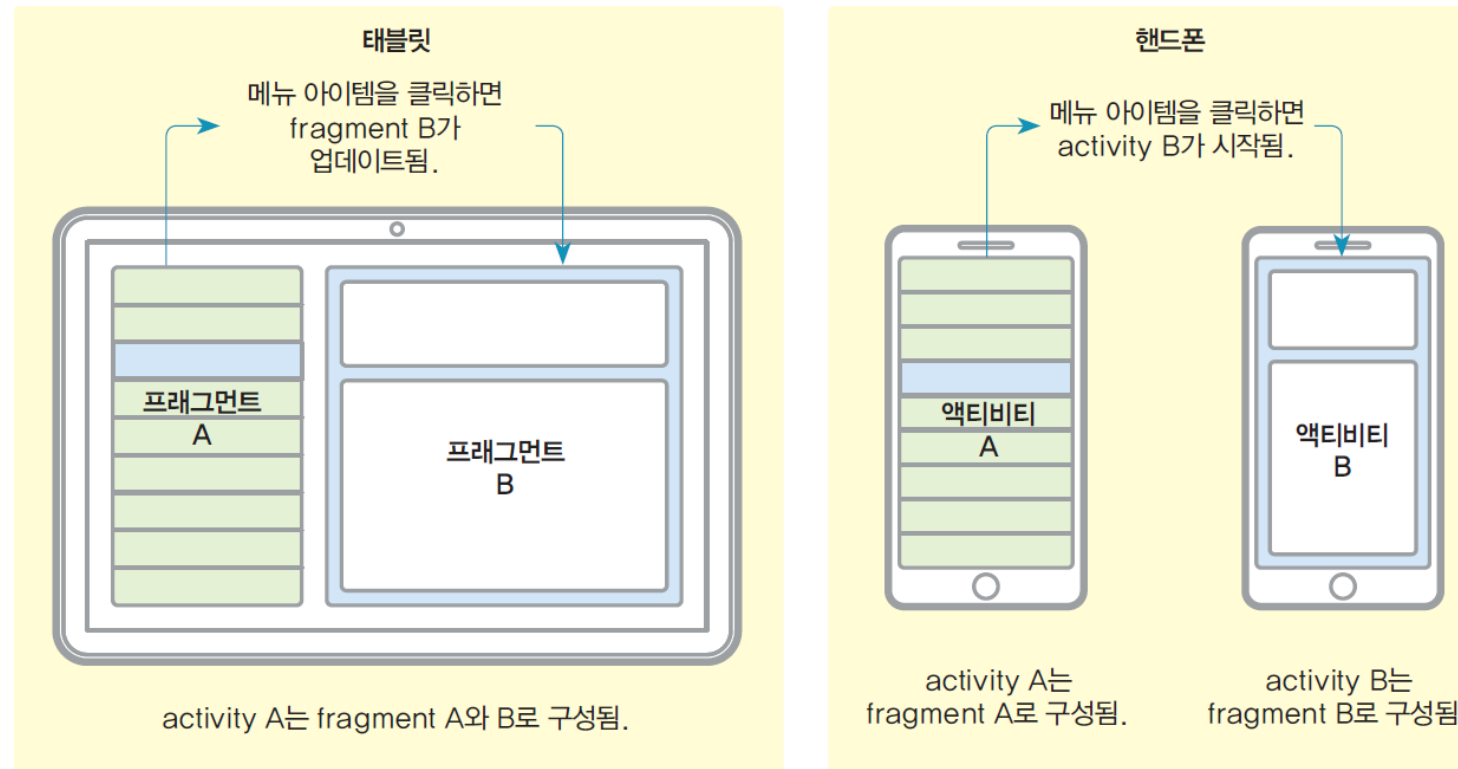 태블릿
메뉴 아이템을 클릭하면
fragment B가
업데이트됨.
프래그먼트
A
프래그먼트
B
activity A는 fragment A와 B로 구성됨.
핸드폰
메뉴 아이템을 클릭하면
activity B가 시작됨.
액티비티
A
액티비티
B
activity A는
fragment A로 구성됨.
activity B는
fragment B로 구성됨